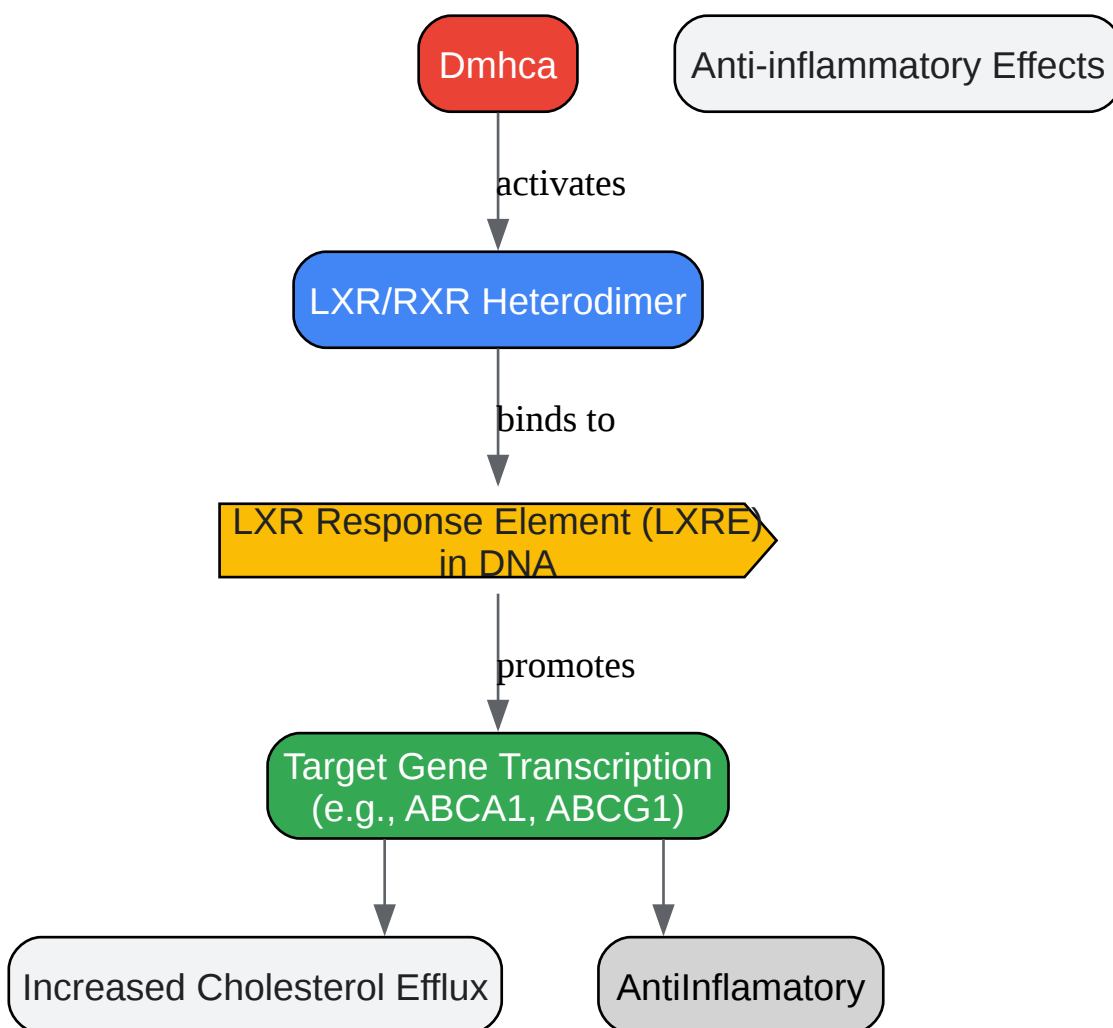 Dmhca
Anti-inflammatory Effects
activates
LXR/RXR Heterodimer
binds to
LXR Response Element (LXRE)
in DNA
promotes
Target Gene Transcription
(e.g., ABCA1, ABCG1)
Increased Cholesterol Efflux
AntiInflamatory